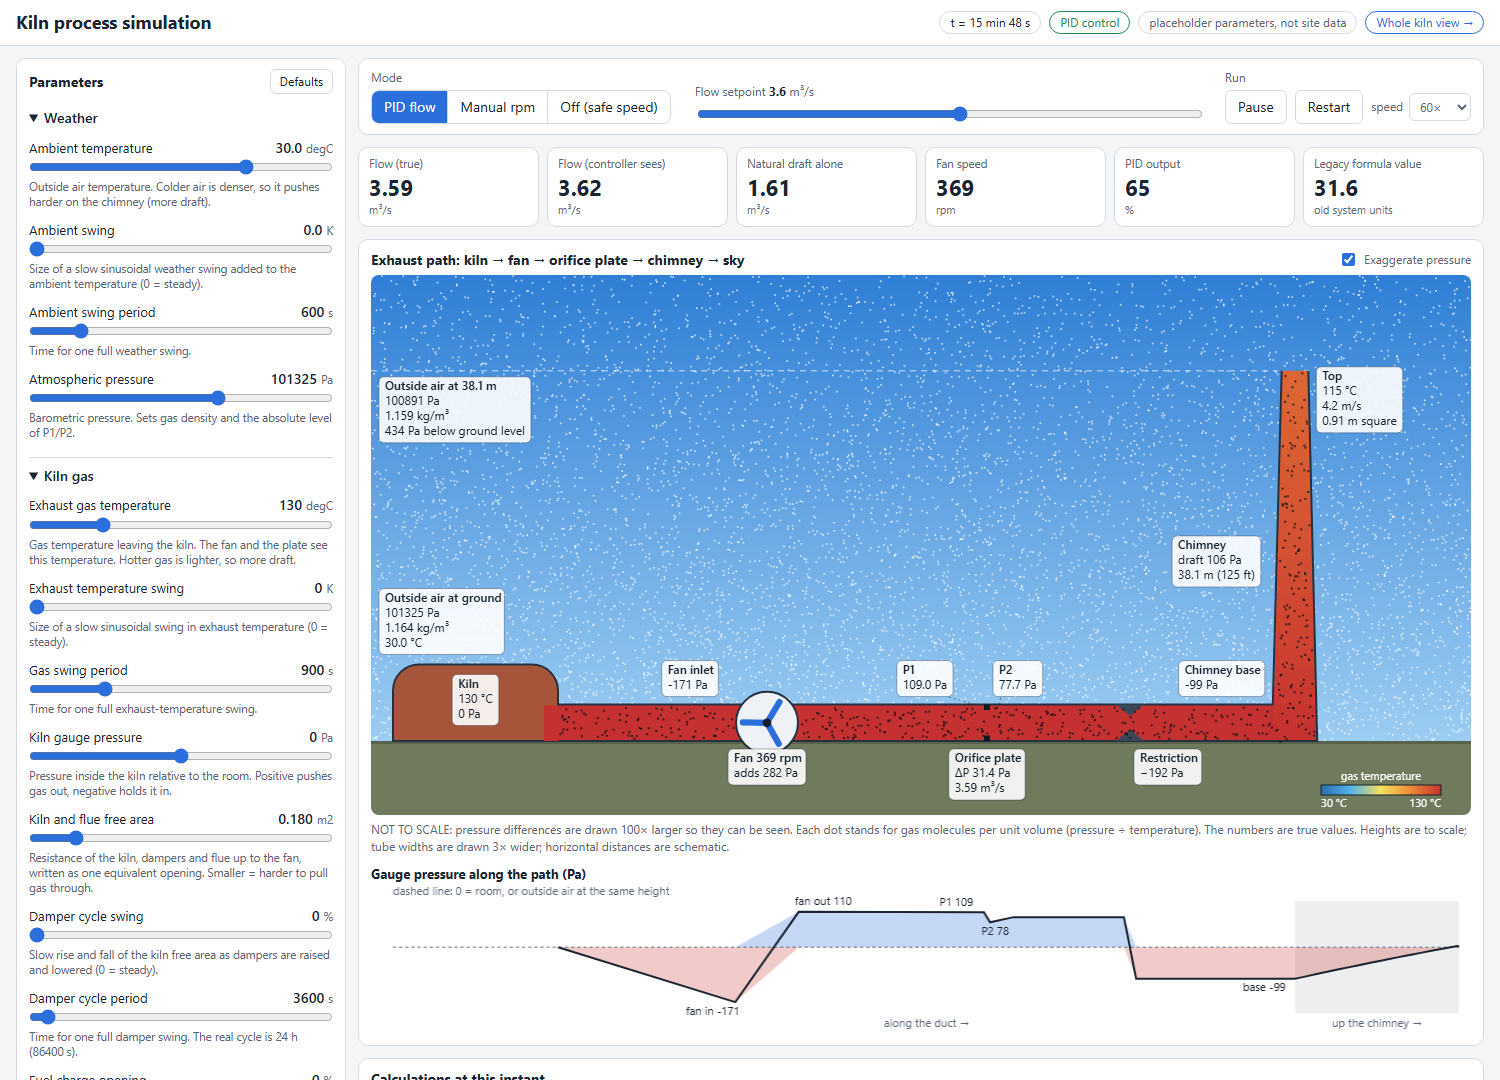 Kiln process simulation
t = 15 min 48 s
PID control
placeholder parameters, not site data
Whole kiln view →
Parameters
Defaults
▼ Weather
Ambient temperature 30.0 degC
Outside air temperature. Colder air is denser, so it pushes
harder on the chimney (more draft).
Ambient swing 0.0 K
Size of a slow sinusoidal weather swing added to the
ambient temperature (0 = steady).
Ambient swing period 600 s
Time for one full weather swing.
Atmospheric pressure 101325 Pa
Barometric pressure. Sets gas density and the absolute level
of P1/P2.
▼ Kiln gas
Exhaust gas temperature 130 degC
Gas temperature leaving the kiln. The fan and the plate see
this temperature. Hotter gas is lighter, so more draft.
Exhaust temperature swing 0 K
Size of a slow sinusoidal swing in exhaust temperature (0 =
steady).
Gas swing period 900 s
Time for one full exhaust-temperature swing.
Kiln gauge pressure 0 Pa
Pressure inside the kiln relative to the room. Positive pushes
gas out, negative holds it in.
Kiln and flue free area 0.180 m2
Resistance of the kiln, dampers and flue up to the fan,
written as one equivalent opening. Smaller = harder to pull
gas through.
Damper cycle swing 0 %
Slow rise and fall of the kiln free area as dampers are raised
and lowered (0 = steady).
Damper cycle period 3600 s
Time for one full damper swing. The real cycle is 24 h
(86400 s).
Fuel charge opening 0 %
Mode
PID flow
Manual rpm
Off (safe speed)
Flow setpoint 3.6 m³/s
Run
Pause
Restart
speed 60×
Flow (true)
3.59
m³/s
Flow (controller sees)
3.62
m³/s
Natural draft alone
1.61
m³/s
Fan speed
369
rpm
PID output
65
%
Legacy formula value
31.6
old system units
Exhaust path: kiln → fan → orifice plate → chimney → sky
Exaggerate pressure
Outside air at 38.1 m
100891 Pa
1.159 kg/m³
434 Pa below ground level
Top
115 °C
4.2 m/s
0.91 m square
Chimney
draft 106 Pa
38.1 m (125 ft)
Outside air at ground
101325 Pa
1.164 kg/m³
30.0 °C
Kiln
130 °C
0 Pa
Fan inlet
-171 Pa
P1
109.0 Pa
P2
77.7 Pa
Chimney base
-99 Pa
Fan 369 rpm
adds 282 Pa
Orifice plate
ΔP 31.4 Pa
3.59 m³/s
Restriction
−192 Pa
gas temperature
30 °C 130 °C
NOT TO SCALE: pressure differences are drawn 100× larger so they can be seen. Each dot stands for gas molecules per unit volume (pressure ÷ temperature). The numbers are true values. Heights are to scale;
tube widths are drawn 3× wider; horizontal distances are schematic.
Gauge pressure along the path (Pa)
dashed line: 0 = room, or outside air at the same height
fan out 110
P1 109
P2 78
fan in -171
base -99
along the duct →
up the chimney →
Calculations at this instant